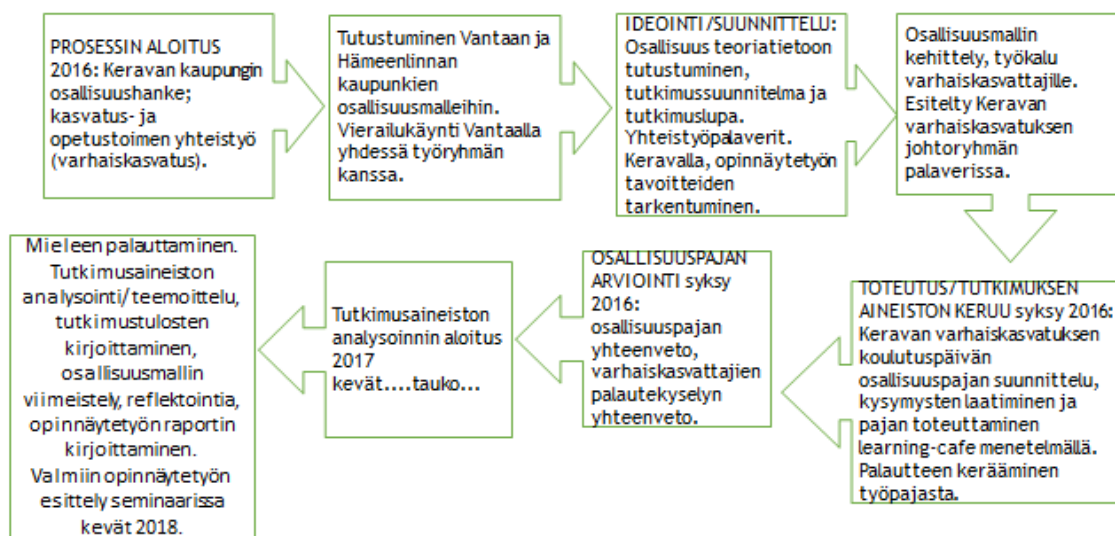 PROSESSIN ALOITUS
2016: Keravan kaupungin
osallisuushanke;
kasvatus- ja
opetustoimen yhteistyö
(varhaiskasvatus).
Tutustuminen Vantaan ja
Hämeenlinnan
kaupunkien
osallisuusmalleihin.
Vierailukäynti Vantaalla
yhdessä työryhmän
kanssa.
IDEOINTI/SUUNNITTELU:
Osallisuus teoriatietoon
tutustuminen,
tutkimussuunnitelma ja
tutkimuslupa.
Yhteistyöpalaverit.
Keravalla, opinnäytetyön
tavoitteiden
tarkentuminen.
Osallisuusmallin
kehittely, työkalu
varhaiskasvattajille.
Esitelty Keravan
varhaiskasvatuksen
johtoryhmän
palaverissa.
TOTEUTUS/TUTKIMUKSEN
AINEISTON KERUU syksy 2016:
Keravan varhaiskasvatuksen
koulutuspäivän
osallisuuspajan suunnittelu,
kysymysten laatiminen ja
pajan toteuttaminen
learning-cafe menetelmällä.
Palautteen kerääminen
työpajasta.
OSALLISUUSPAJAN
ARVIOINTI syksy
2016:
osallisuuspajan
yhteenveto,
varhaiskasvattajien
palautekyselyn
yhteenveto.
Tutkimusaineiston
analysoinnin aloitus
2017
kevät....tauko...
Mieleen palauttaminen.
Tutkimusaineiston
analysointi/teemoittelu,
tutkimustulosten
kirjoittaminen,
osallisuusmallin
viimeistely, reflektointia,
opinnäytetyön raportin
kirjoittaminen.
Valmiin opinnäytetyön
esittely seminaarissa
kevät 2018.